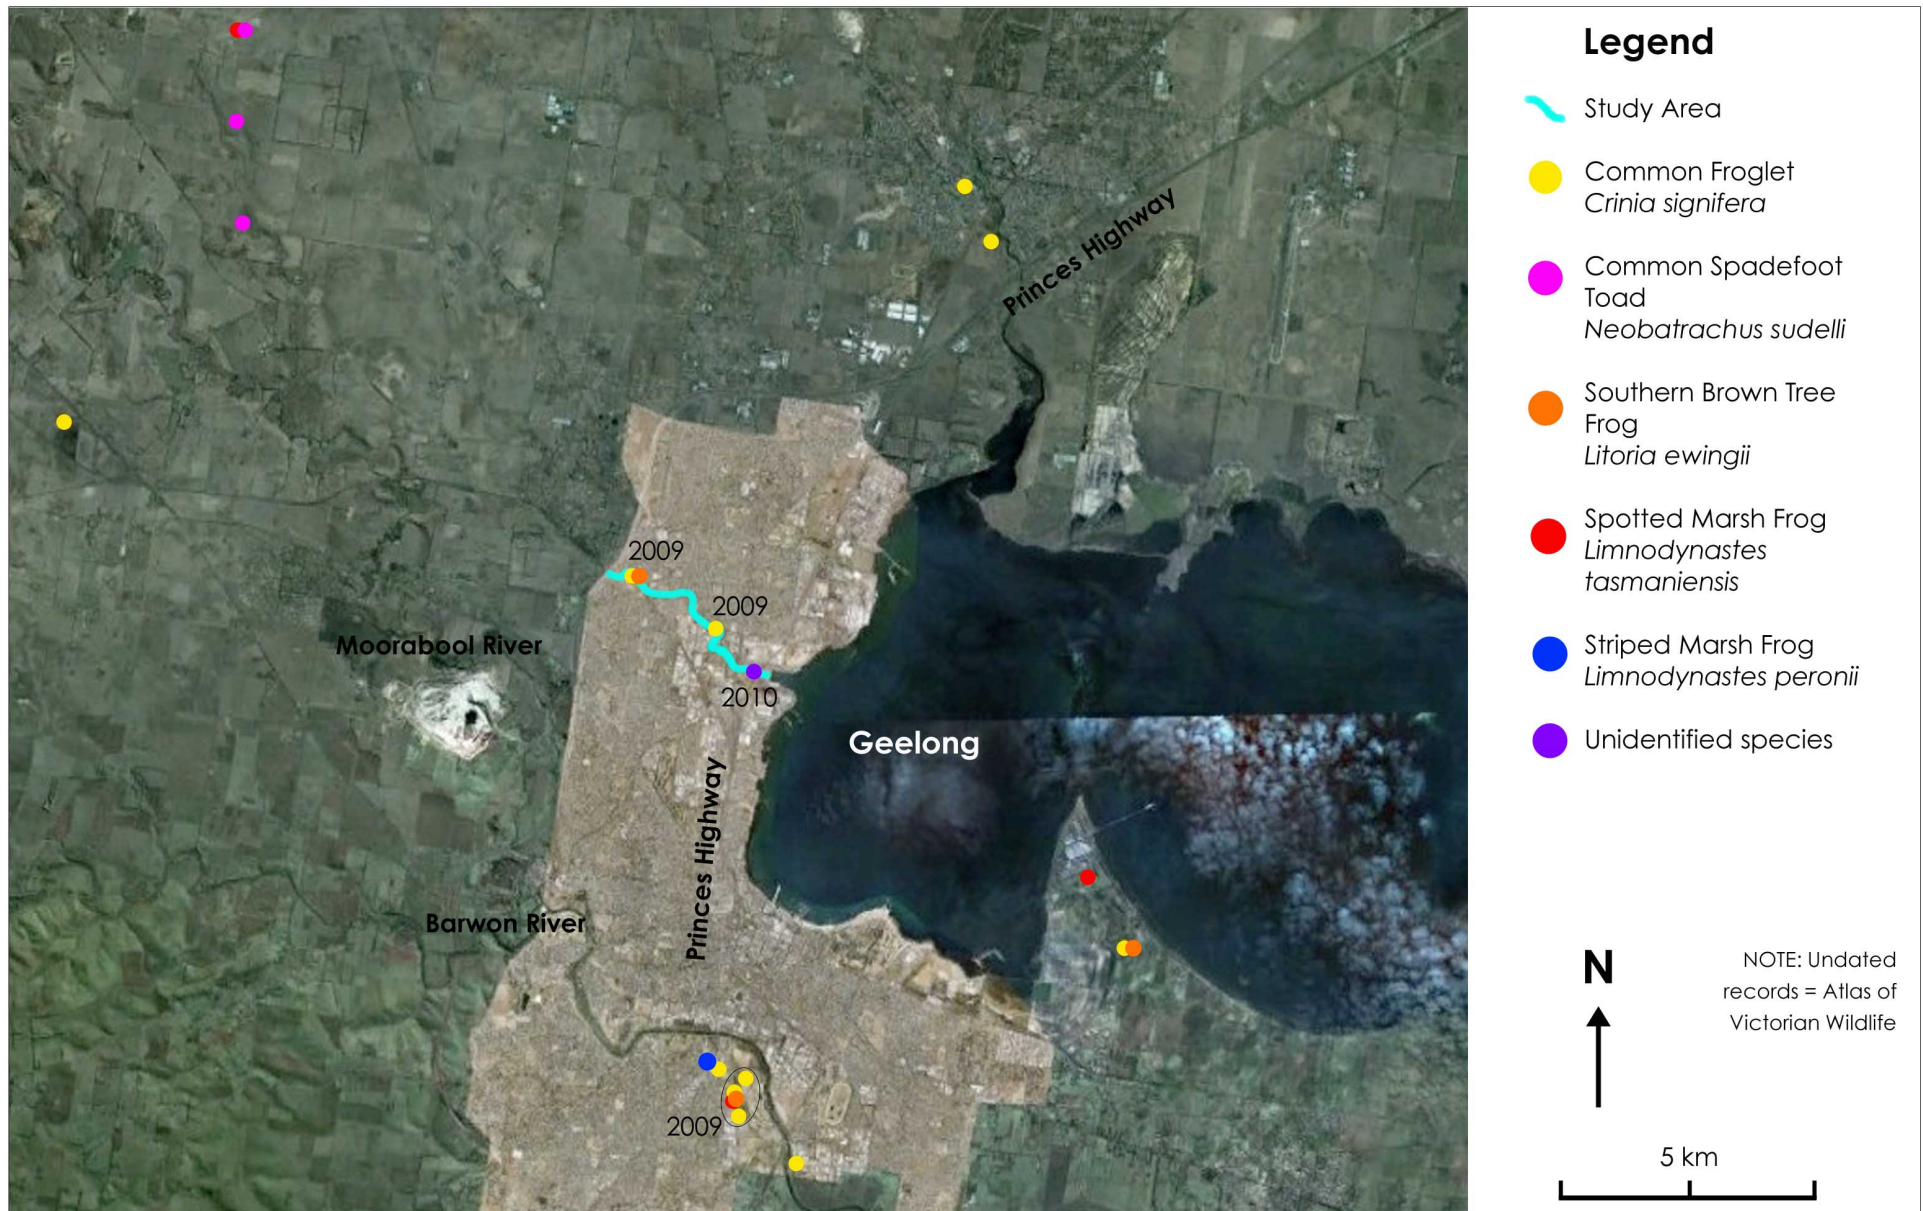 Princes Highway
2009
2009
Moorabool River
2010
Geelong
Princes Highway
Barwon River
2009
Legend
Study Area
Common Froglet
Crinia signifera
Common Spadefoot
Toad
Neobatrachus sudelli
Southern Brown Tree
Frog
Litoria ewingii
Spotted Marsh Frog
Limnodynastes
tasmaniensis
Striped Marsh Frog
Limnodynastes peronii
Unidentified species
N
NOTE: Undated
records = Atlas of
Victorian Wildlife
5 km